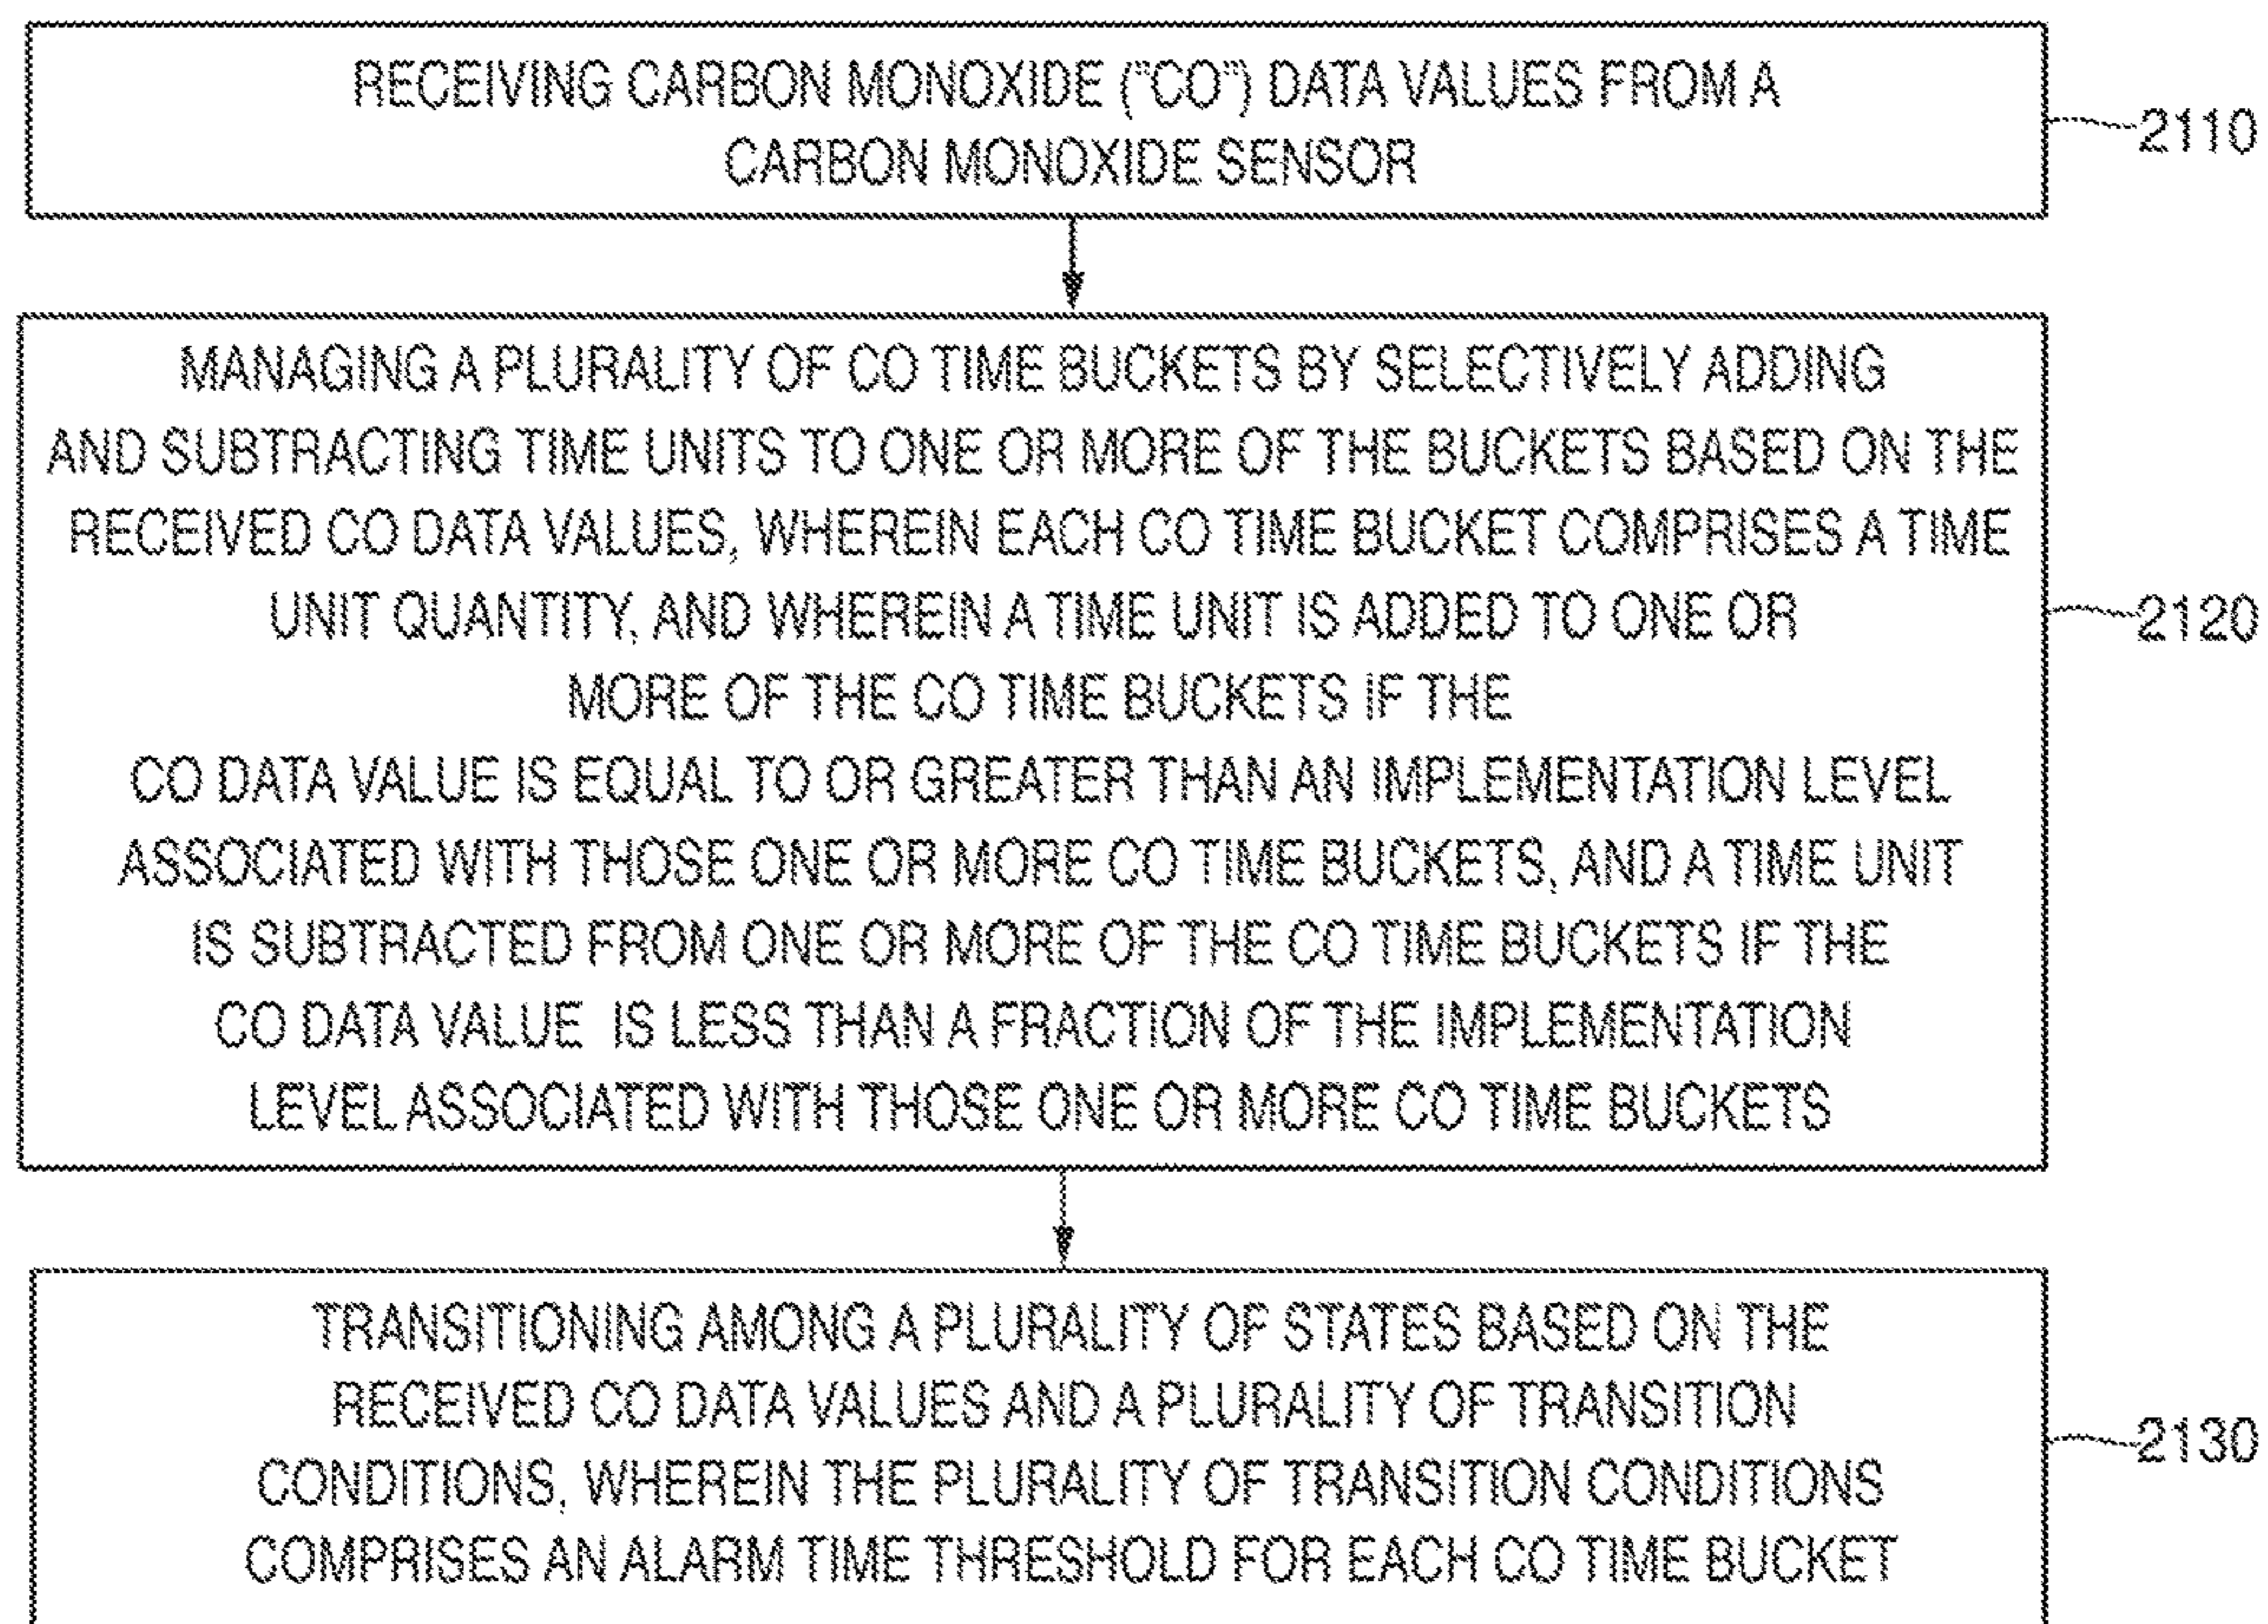 RECEIVING CARBON MONOXIDE ("CO") DATA VALUES FROM A
CARBON MONOXIDE SENSOR
2110
MANAGING A PLURALITY OF CO TIME BUCKETS BY SELECTIVELY ADDING
AND SUBTRACTING TIME UNITS TO ONE OR MORE OF THE BUCKETS BASED ON THE
RECEIVED CO DATA VALUES, WHEREIN EACH CO TIME BUCKET COMPRISES A TIME
UNIT QUANTITY, AND WHEREIN A TIME UNIT IS ADDED TO ONE OR
MORE OF THE CO TIME BUCKETS IF THE
CO DATA VALUE IS EQUAL TO OR GREATER THAN AN IMPLEMENTATION LEVEL
ASSOCIATED WITH THOSE ONE OR MORE CO TIME BUCKETS, AND A TIME UNIT
IS SUBTRACTED FROM ONE OR MORE OF THE CO TIME BUCKETS IF THE
CO DATA VALUE IS LESS THAN A FRACTION OF THE IMPLEMENTATION
LEVEL ASSOCIATED WITH THOSE ONE OR MORE CO TIME BUCKETS
2120
TRANSITIONING AMONG A PLURALITY OF STATES BASED ON THE
RECEIVED CO DATA VALUES AND A PLURALITY OF TRANSITION
CONDITIONS, WHEREIN THE PLURALITY OF TRANSITION CONDITIONS
COMPRISES AN ALARM TIME THRESHOLD FOR EACH CO TIME BUCKET
2130